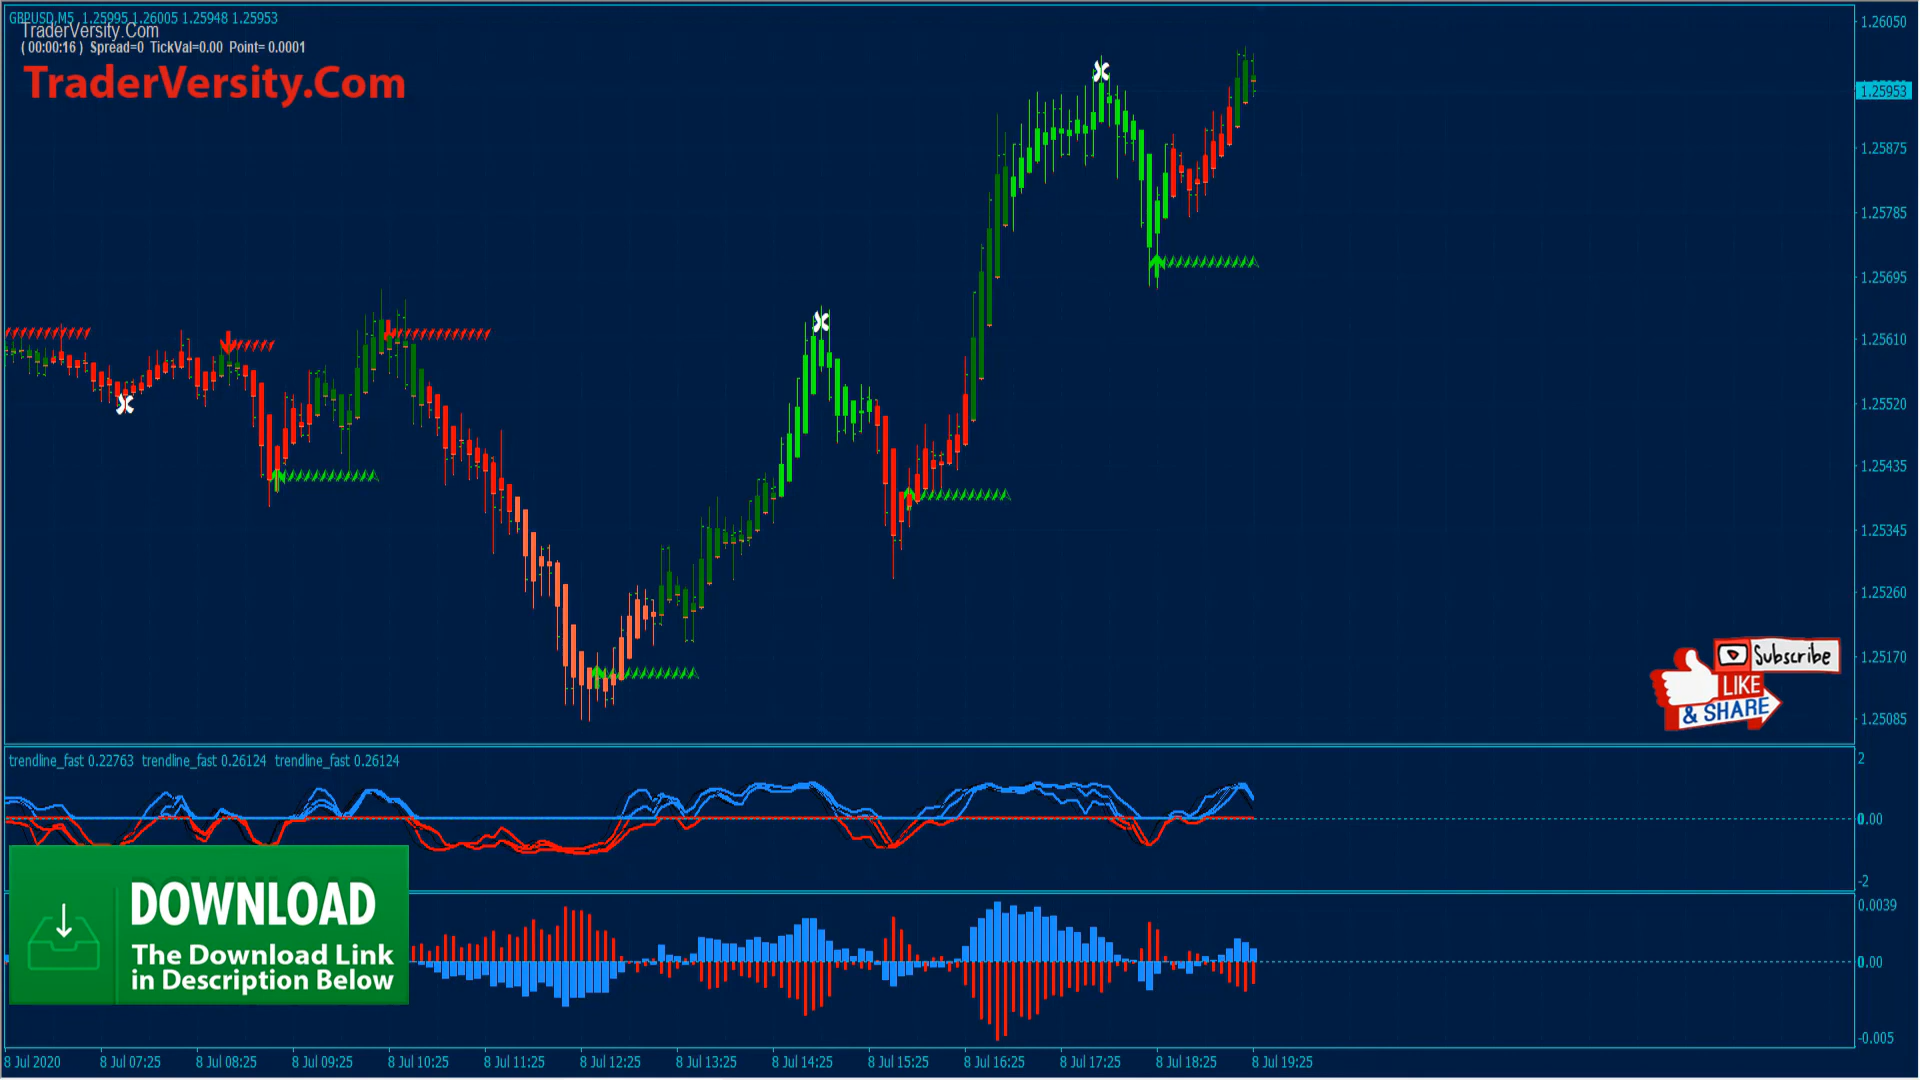 GBPUSD,M5 1.25995 1.26005 1.25948 1.25953
TraderVersity.Com
( 00:00:16 ) Spread=0 TickVal=0.00 Point= 0.0001
TraderVersity.Com
1.26050
1.25953
1.25875
1.25785
1.25695
1.25610
1.25520
1.25435
1.25345
1.25260
1.25170
1.25085
Subscribe
LIKE
& SHARE
trendline_fast 0.22763 trendline_fast 0.26124 trendline_fast 0.26124
2
0.00
-2
DOWNLOAD
The Download Link
in Description Below
0.0039
0.00
-0.005
8 Jul 2020 8 Jul 07:25 8 Jul 08:25 8 Jul 09:25 8 Jul 10:25 8 Jul 11:25 8 Jul 12:25 8 Jul 13:25 8 Jul 14:25 8 Jul 15:25 8 Jul 16:25 8 Jul 17:25 8 Jul 18:25 8 Jul 19:25